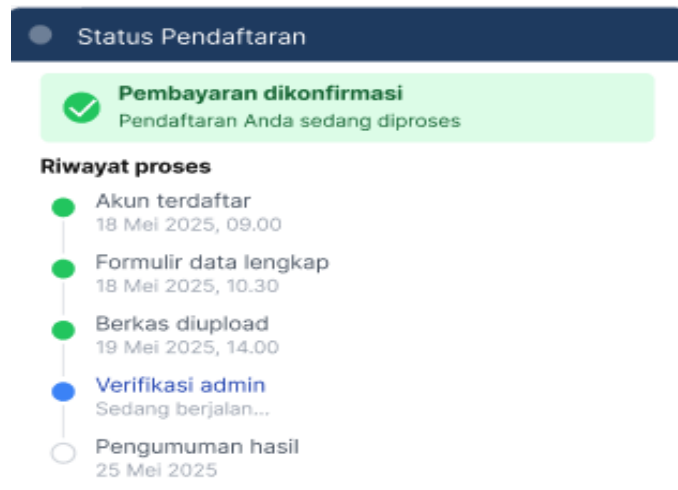 Status Pendaftaran
Pembayaran dikonfirmasi
Pendaftaran Anda sedang diproses
Riwayat proses
Akun terdaftar
18 Mei 2025, 09.00
Formulir data lengkap
18 Mei 2025, 10.30
Berkas diupload
19 Mei 2025, 14.00
Verifikasi admin
Sedang berjalan...
Pengumuman hasil
25 Mei 2025